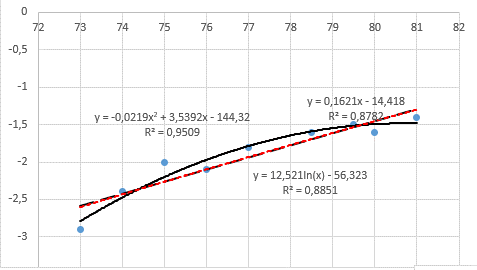 0
72 73 74 75 76 77 78 79 80 81 82
-0,5
-1
y = 0,1621x - 14,418
R² = 0,8782
y = -0,0219x² + 3,5392x - 144,32
R² = 0,9509
-1,5
y = 12,521ln(x) - 56,323
R² = 0,8851
-2
-2,5
-3